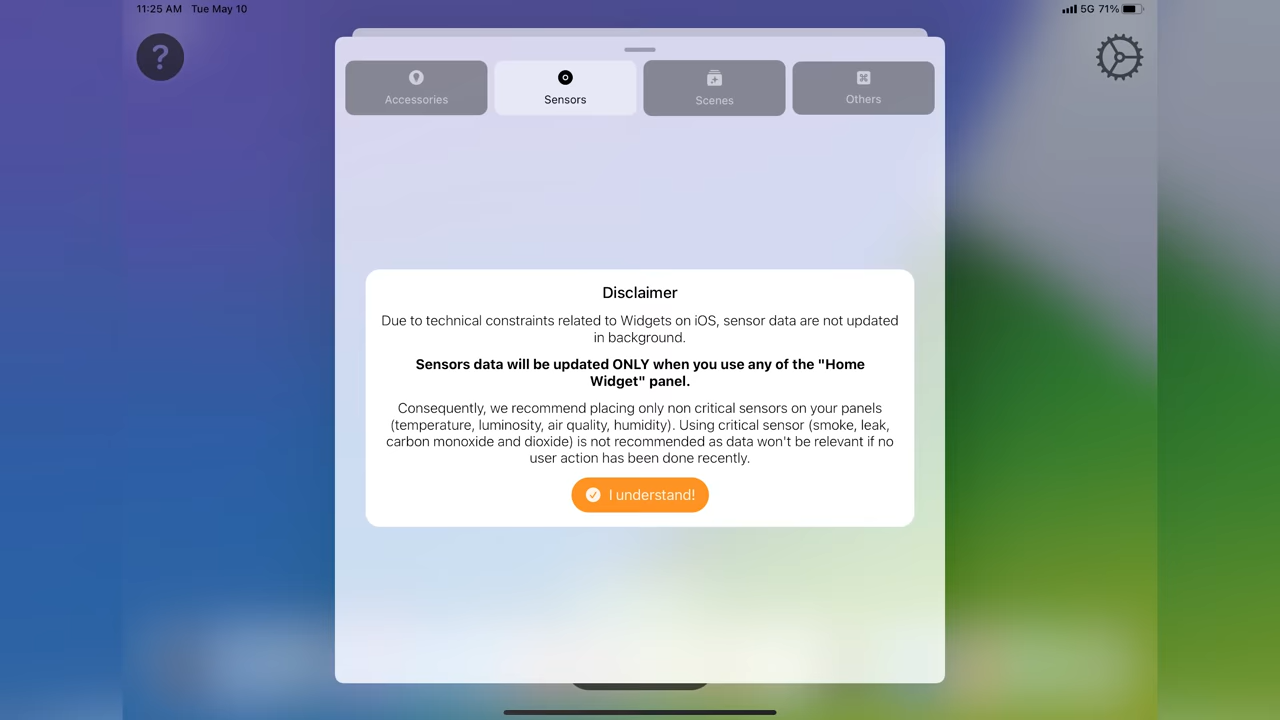 11:25 AM Tue May 10
5G 71%
?
Accessories
Sensors
Scenes
Others
Disclaimer
Due to technical constraints related to Widgets on iOS, sensor data are not updated
in background.
Sensors data will be updated ONLY when you use any of the "Home
Widget" panel.
Consequently, we recommend placing only non critical sensors on your panels
(temperature, luminosity, air quality, humidity). Using critical sensor (smoke, leak,
carbon monoxide and dioxide) is not recommended as data won't be relevant if no
user action has been done recently.
I understand!